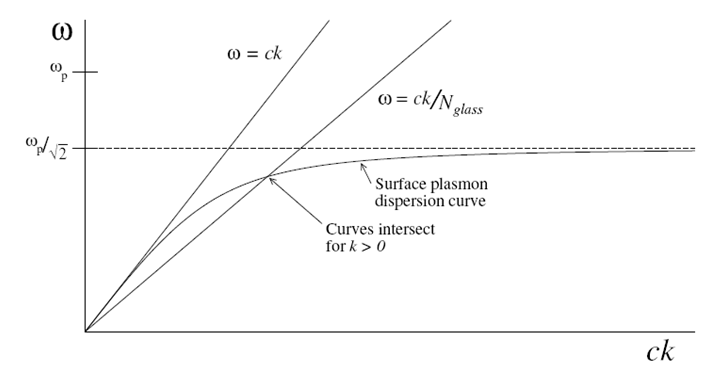 ω
ω = ck
ωp
ω = ck/Nglass
ωp/√2
Surface plasmon
dispersion curve
Curves intersect
for k > 0
ck